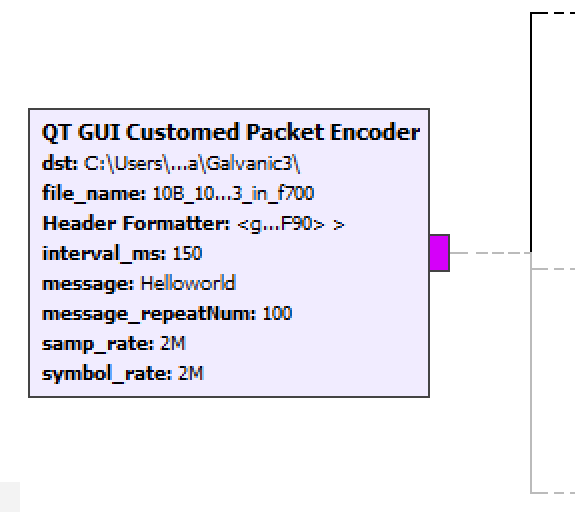 QT GUI Customed Packet Encoder
dst: C:\Users\...a\Galvanic3\
file_name: 10B_10...3_in_f700
Header Formatter: <g...F90> >
interval_ms: 150
message: Helloworld
message_repeatNum: 100
samp_rate: 2M
symbol_rate: 2M